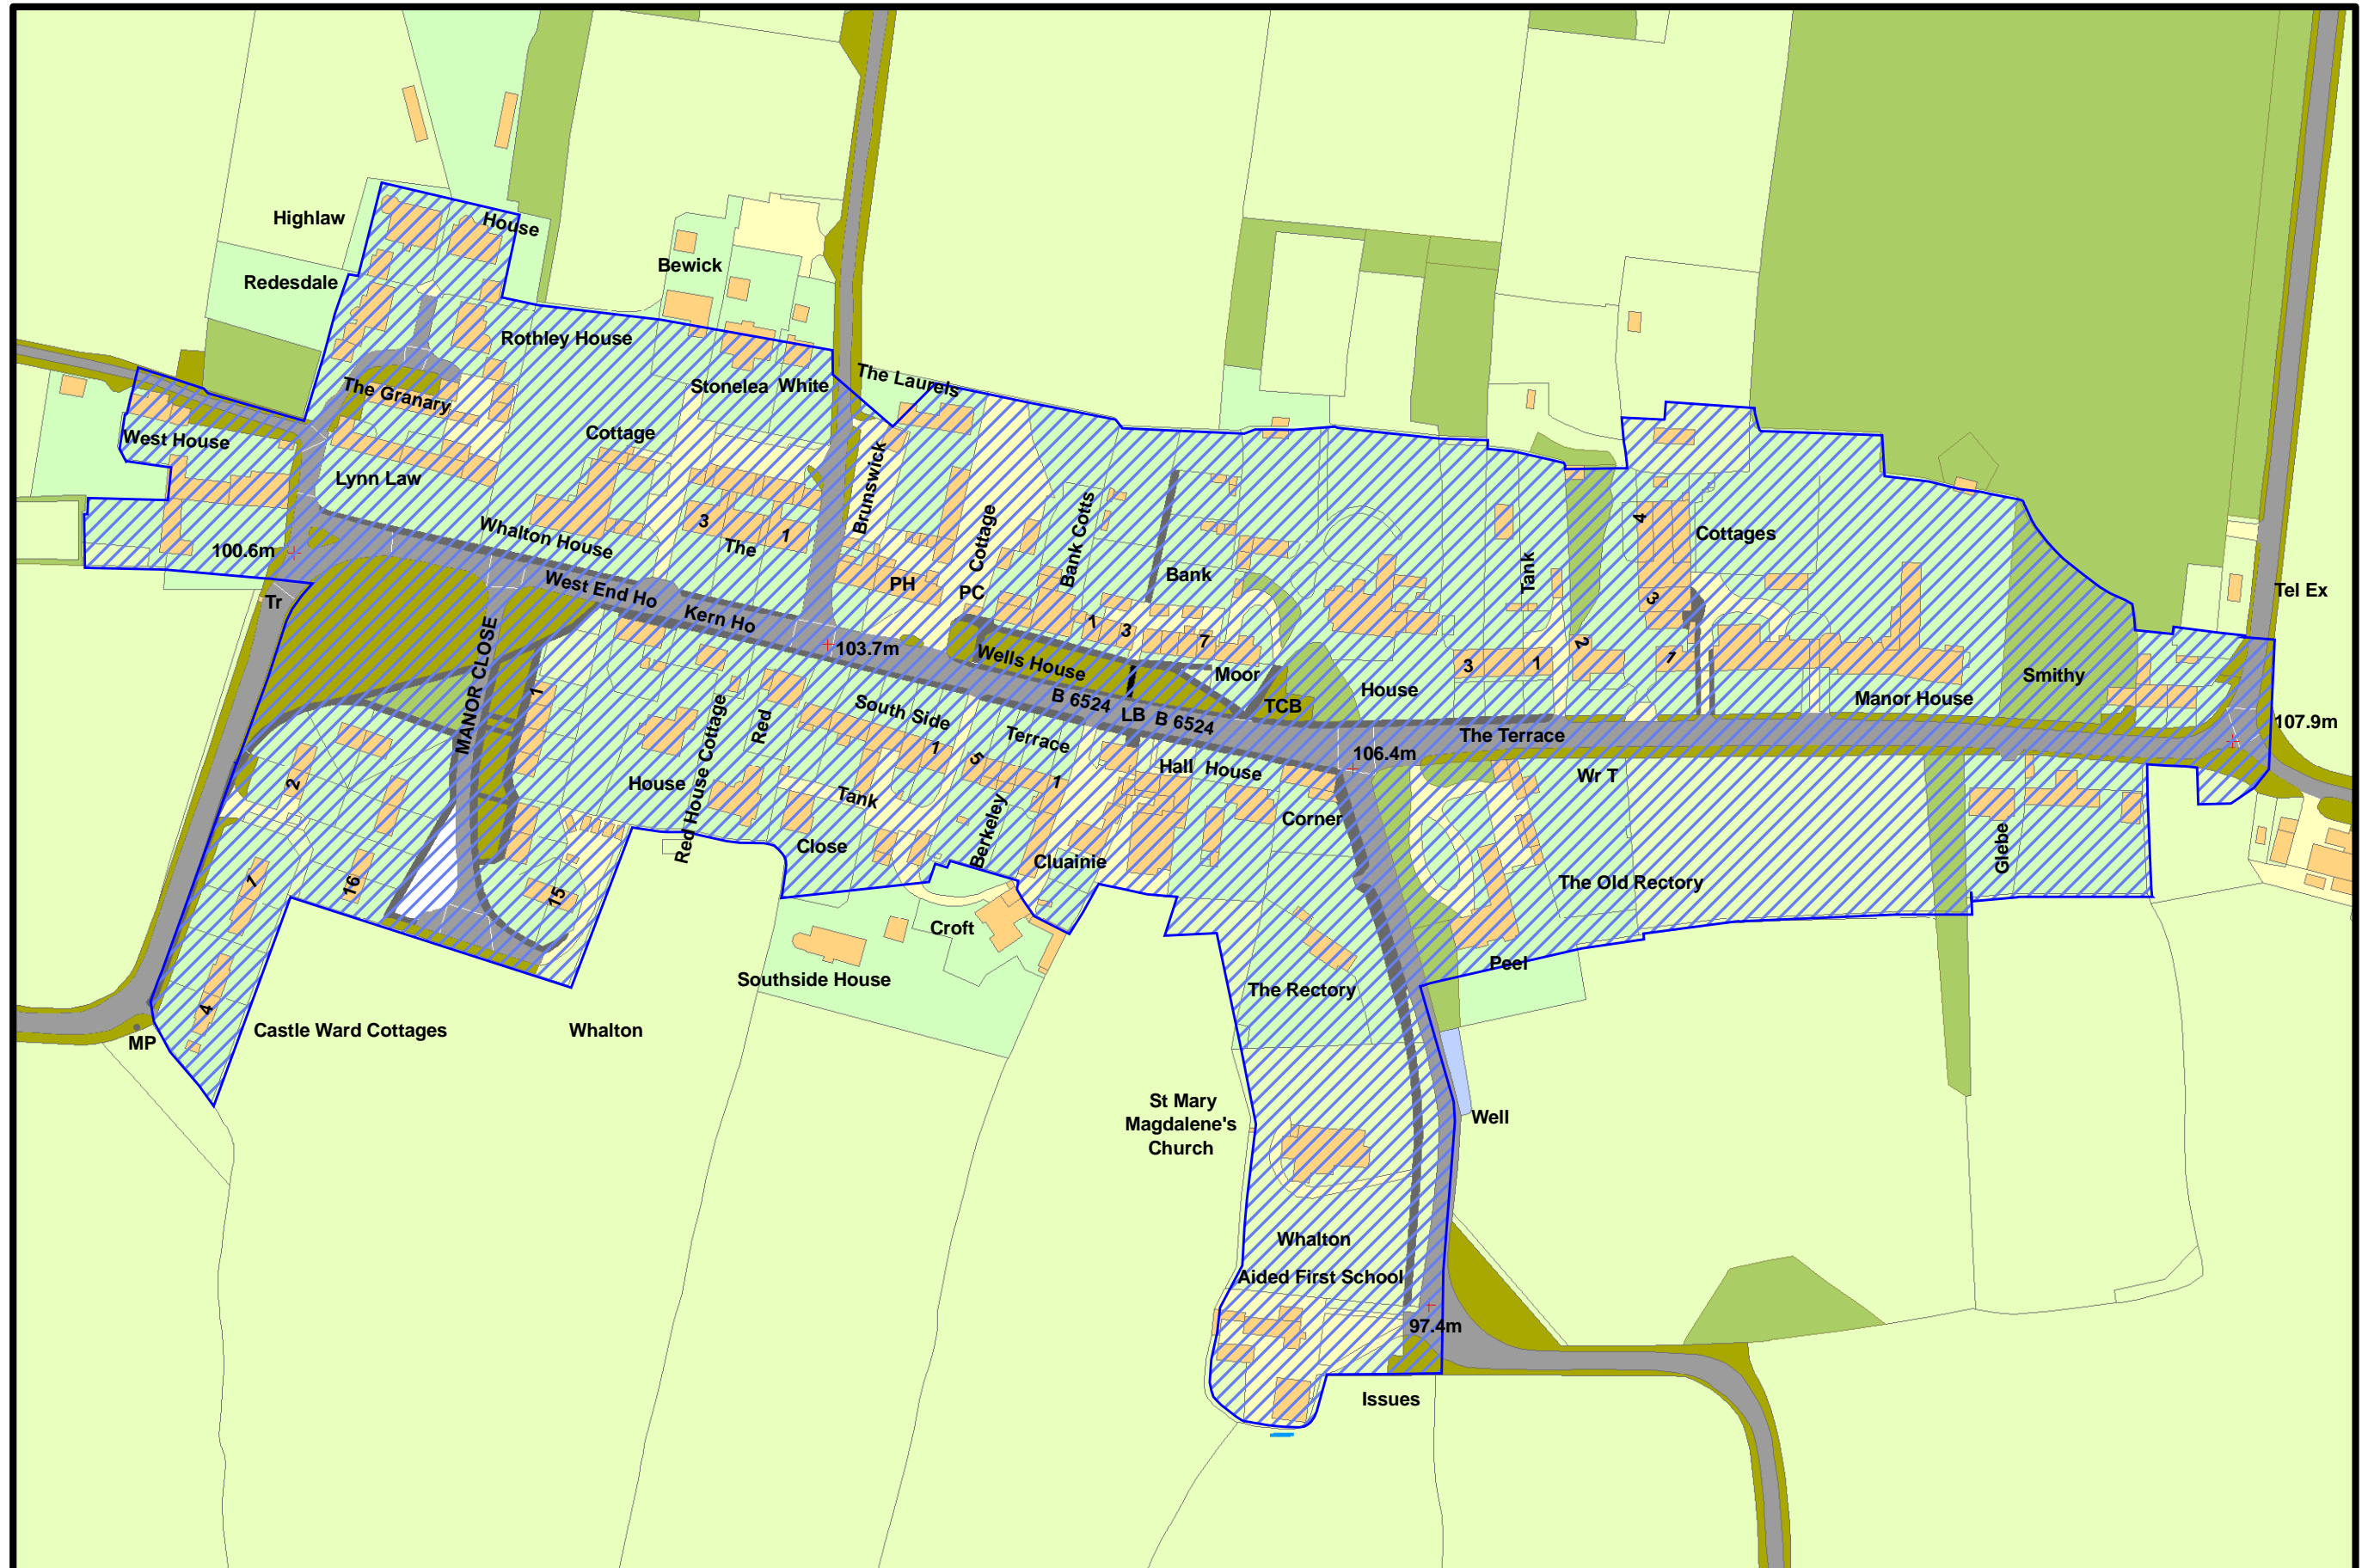 Highlaw
House
Redesdale
Bewick
Rothley House
The Granary
Stonelea White
The Laurels
West House
Cottage
Lynn Law
Brunswick
Cottage
Bank Cotts
3
1
4
Cottages
Whalton House
The
100.6m
West End Ho
PH
PC
Bank
Tank
Tel Ex
Tr
Kern Ho
1
3
7
3
2
103.7m
Wells House
Moor
3
1
1
MANOR CLOSE
1
House
Smithy
Manor House
Red House Cottage
Red
South Side
B 6524
LB
B 6524
TCB
107.9m
Terrace
The Terrace
1
5
106.4m
Hall House
Wr T
2
House
Tank
1
Corner
Berkeley
Close
Cluainie
Glebe
1
16
15
The Old Rectory
Croft
Peel
Southside House
The Rectory
4
MP
Castle Ward Cottages
Whalton
St Mary
Magdalene's
Church
Well
Whalton
Aided First School
97.4m
Issues